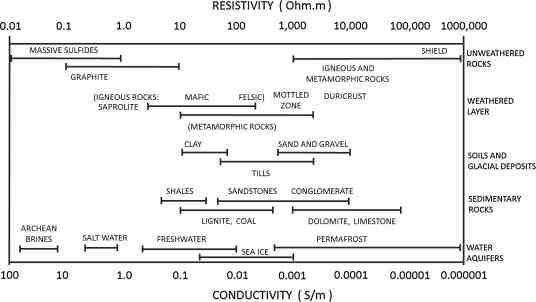 RESISTIVITY ( Ohm.m )
0.01 0.1 1.0 10 100 1,000 10,000 100,000 1000,000
MASSIVE SULFIDES SHIELD UNWEATHERED
ROCKS
GRAPHITE IGNEOUS AND
METAMORPHIC ROCKS
(IGNEOUS ROCKS: MAFIC FELSIC) MOTTLED DURICRUST WEATHERED
SAPROLITE ZONE LAYER
(METAMORPHIC ROCKS)
CLAY SAND AND GRAVEL SOILS AND
GLACIAL DEPOSITS
TILLS
SHALES SANDSTONES CONGLOMERATE SEDIMENTARY
ROCKS
LIGNITE, COAL DOLOMITE, LIMESTONE
ARCHEAN
BRINES SALT WATER FRESHWATER PERMAFROST WATER
SEA ICE AQUIFERS
100 10 1.0 0.1 0.01 0.001 0.0001 0.00001 0.000001
CONDUCTIVITY ( S/m )